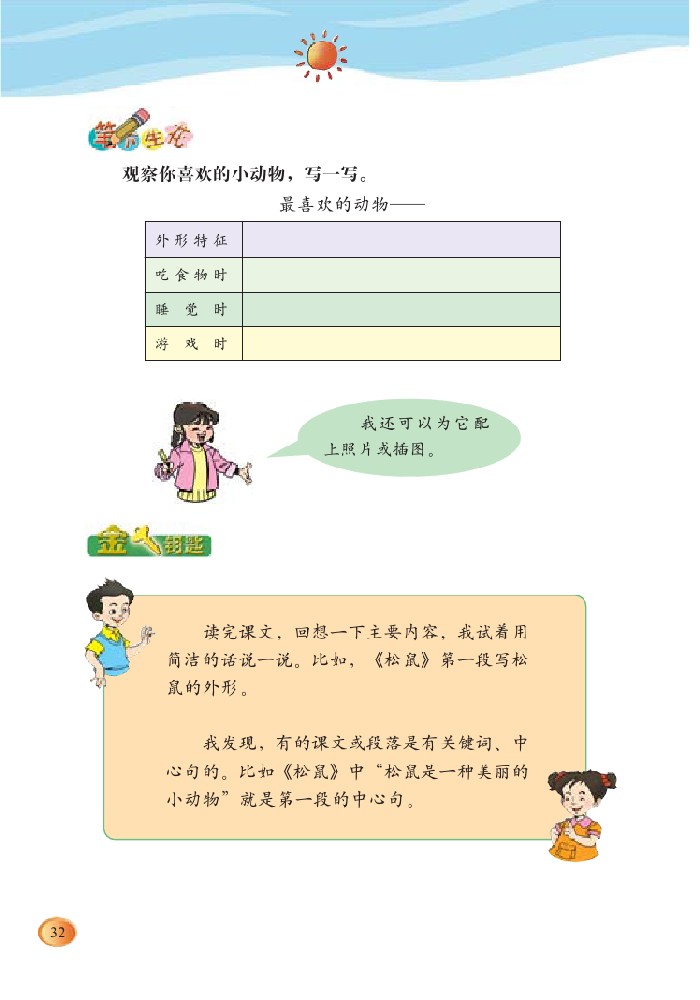 笔下生花
观察你喜欢的小动物，写一写。
最喜欢的动物——
外形特征
吃食物时
睡觉时
游戏时
我还可以为它配
上照片或插图。
金钥匙
读完课文，回想一下主要内容，我试着用
简洁的话说一说。比如，《松鼠》第一段写松
鼠的外形。
我发现，有的课文或段落是有关键词、中
心句的。比如《松鼠》中“松鼠是一种美丽的
小动物”就是第一段的中心句。
32